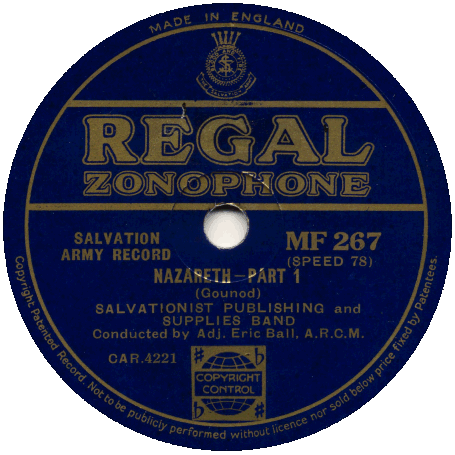 MADE IN ENGLAND
REGAL
ZONOPHONE
SALVATION
ARMY RECORD
MF 267
(SPEED 78)
NAZARETH—PART 1
(Gounod)
SALVATIONIST PUBLISHING and
SUPPLIES BAND
Conducted by Adj. Eric Ball, A.R.C.M.
CAR.4221
COPYRIGHT
CONTROL
Copyright Patented Record. Not to be publicly performed without licence nor sold below price fixed by Patentees.